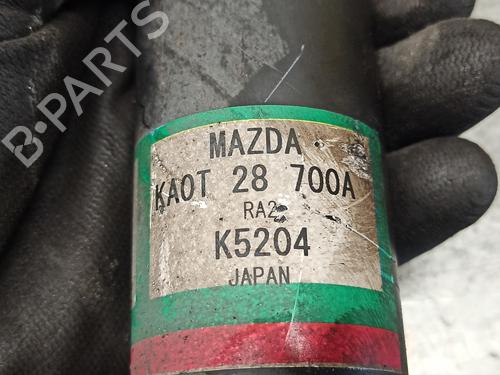 B-PARTS
MAZDA
KA0T 28 700A
RA2
K5204
JAPAN